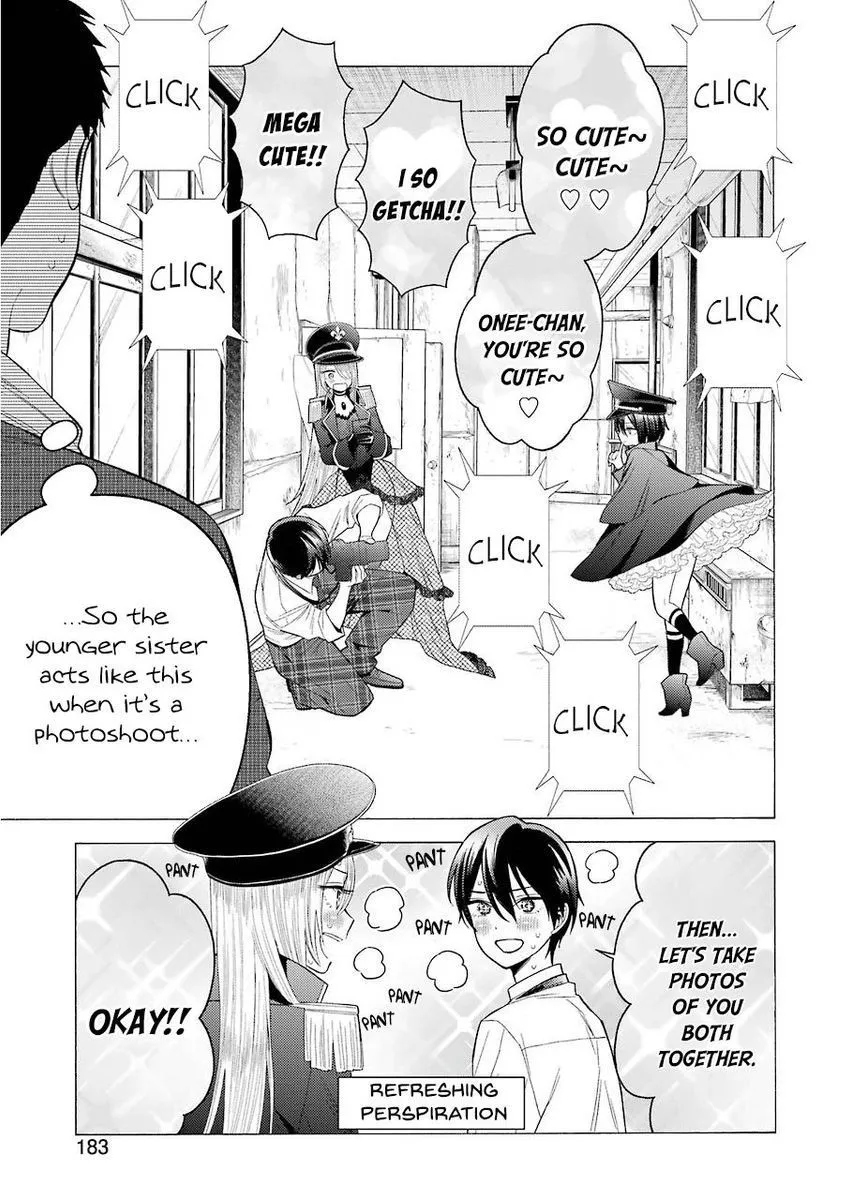 CLICK
SO CUTE~
CUTE~
♡ ♡
ONEE-CHAN,
YOU'RE SO
CUTE~
♡
CLICK
I SO
GETCHA!!
MEGA
CUTE!!
CLICK
CLICK
CLICK
CLICK
...So the
younger sister
acts like this
when it's a
photoshoot...
THEN...
LET'S TAKE
PHOTOS
OF YOU
BOTH
TOGETHER.
PANT
PANT
PANT
PANT
PANT
PANT
OKAY!!
REFRESHING
PERSPIRATION
183